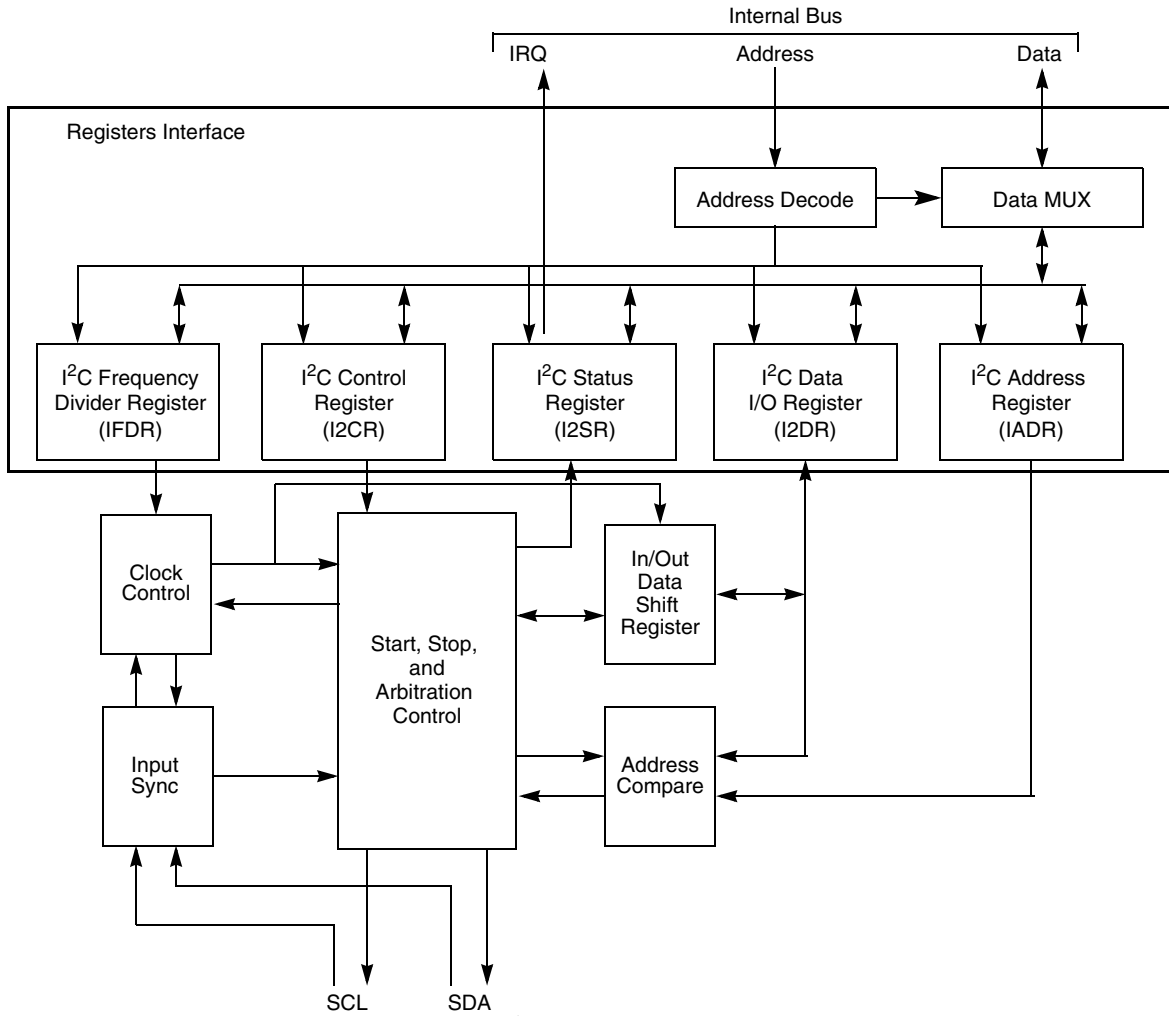 Internal Bus
IRQ
Address
Data
Registers Interface
Address Decode
Data MUX
I²C Frequency
Divider Register
(IFDR)
I²C Control
Register
(I2CR)
I²C Status
Register
(I2SR)
I²C Data
I/O Register
(I2DR)
I²C Address
Register
(IADR)
Clock
Control
Start, Stop,
and
Arbitration
Control
In/Out
Data
Shift
Register
Input
Sync
Address
Compare
SCL
SDA